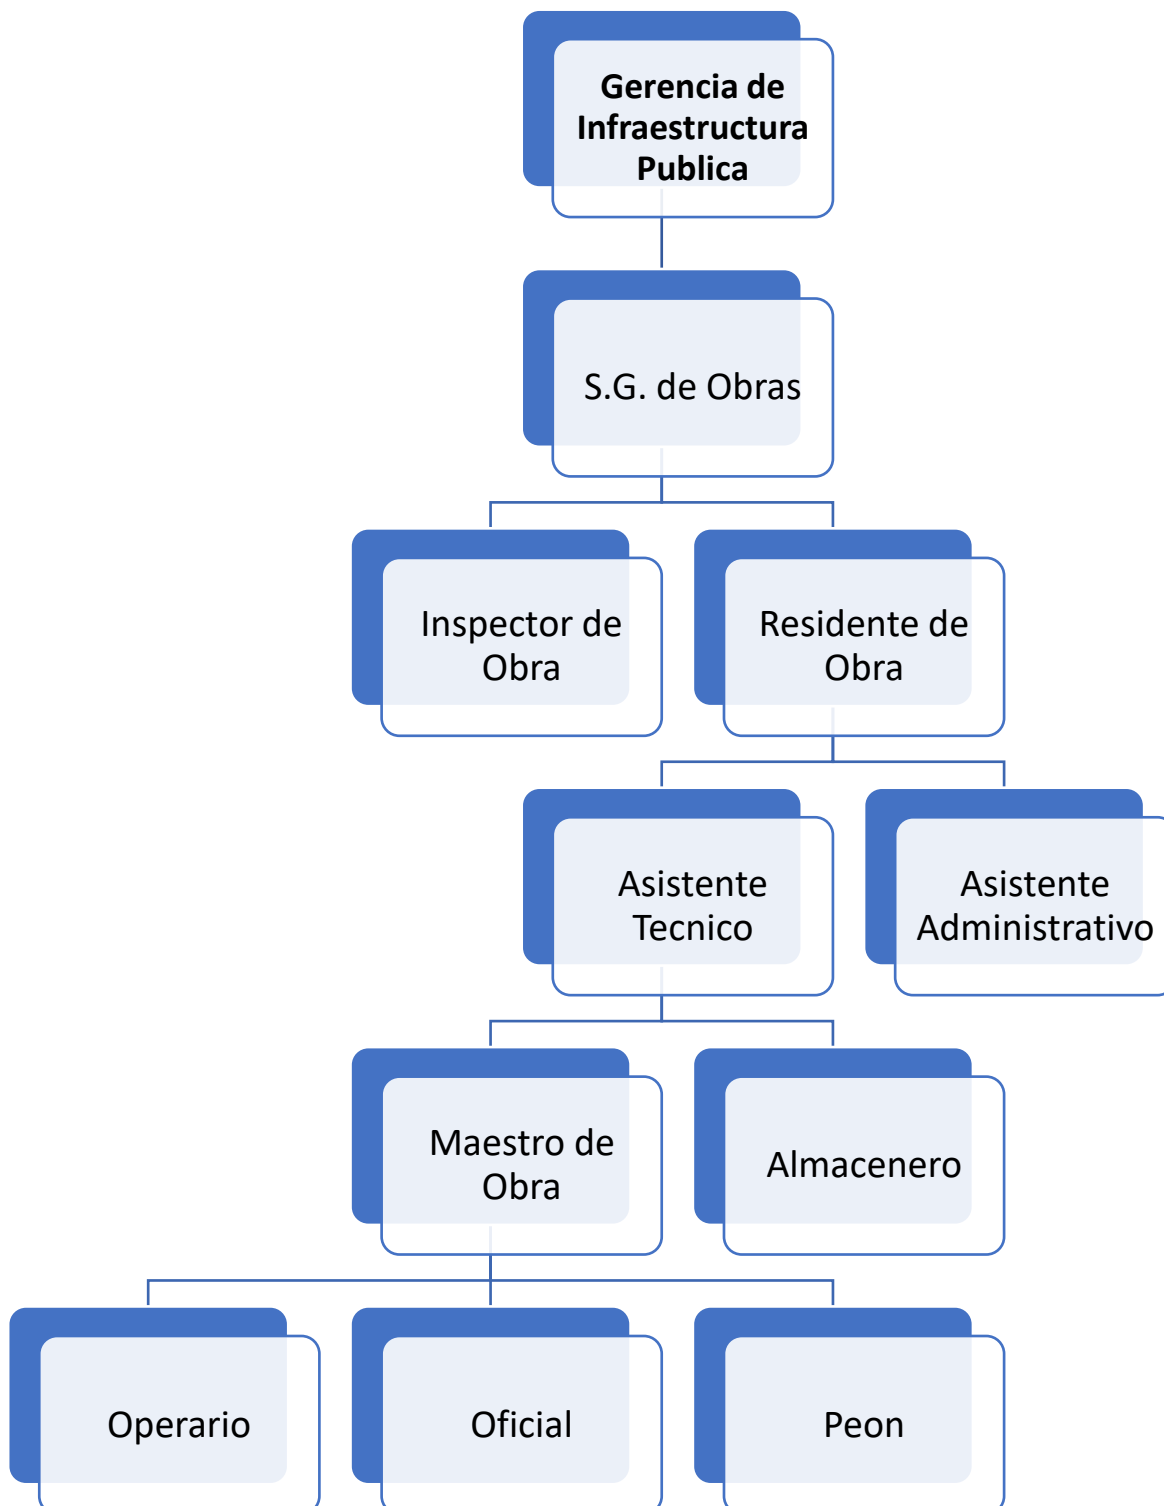 Gerencia de
Infraestructura
Publica
S.G. de Obras
Inspector de
Obra
Residente de
Obra
Asistente
Tecnico
Asistente
Administrativo
Maestro de
Obra
Almacenero
Operario
Oficial
Peon